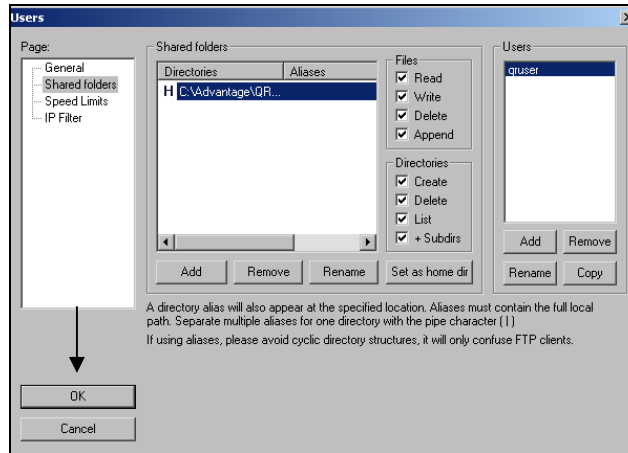 Users
Page:
General
Shared folders
Speed Limits
IP Filter
OK
Cancel
Shared folders
Directories Aliases
H C:\Advantage\QR...
Files
Read
Write
Delete
Append
Directories
Create
Delete
List
+ Subdirs
Add Remove Rename Set as home dir
Users
qruser
Add Remove
Rename Copy
A directory alias will also appear at the specified location. Aliases must contain the full local
path. Separate multiple aliases for one directory with the pipe character ( | )
If using aliases, please avoid cyclic directory structures, it will only confuse FTP clients.